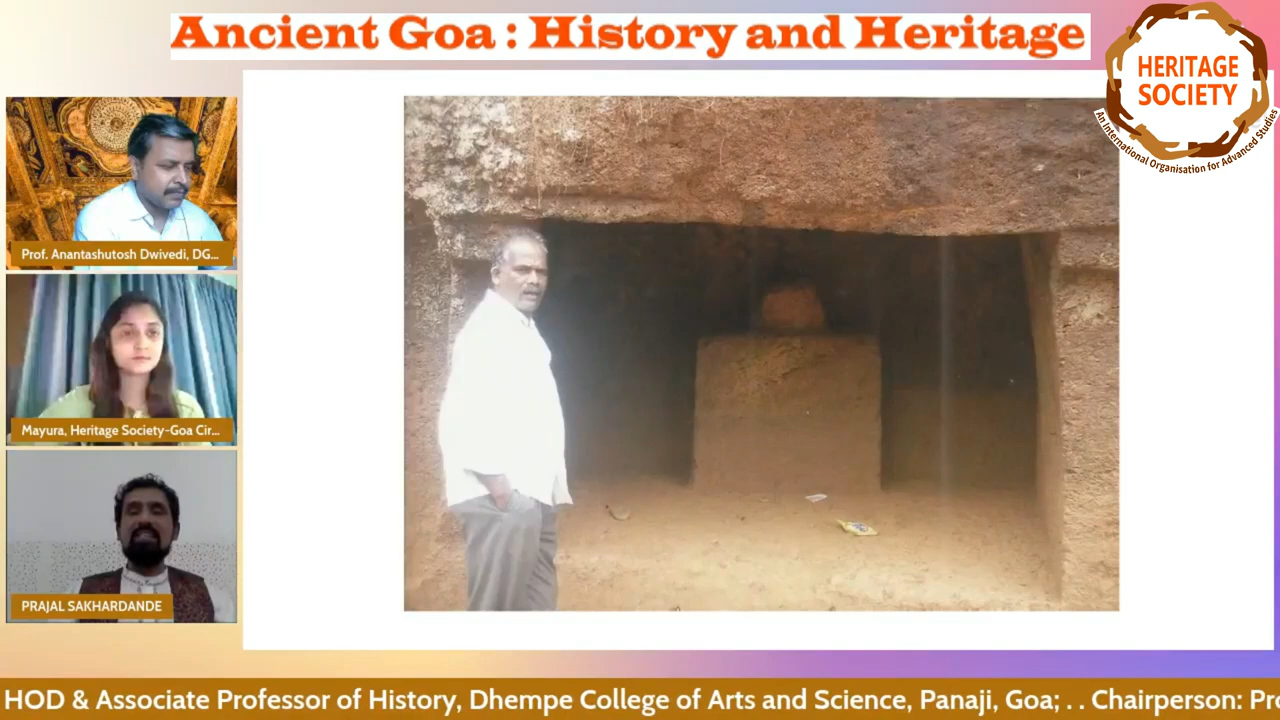 Ancient Goa : History and Heritage
HERITAGE
SOCIETY
An International Organisation for Advanced Studies
Prof. Anantashutosh Dwivedi, DG...
Mayura, Heritage Society-Goa Cir...
PRAJAL SAKHARDANDE
HOD & Associate Professor of History, Dhempe College of Arts and Science, Panaji, Goa; . . Chairperson: Pro